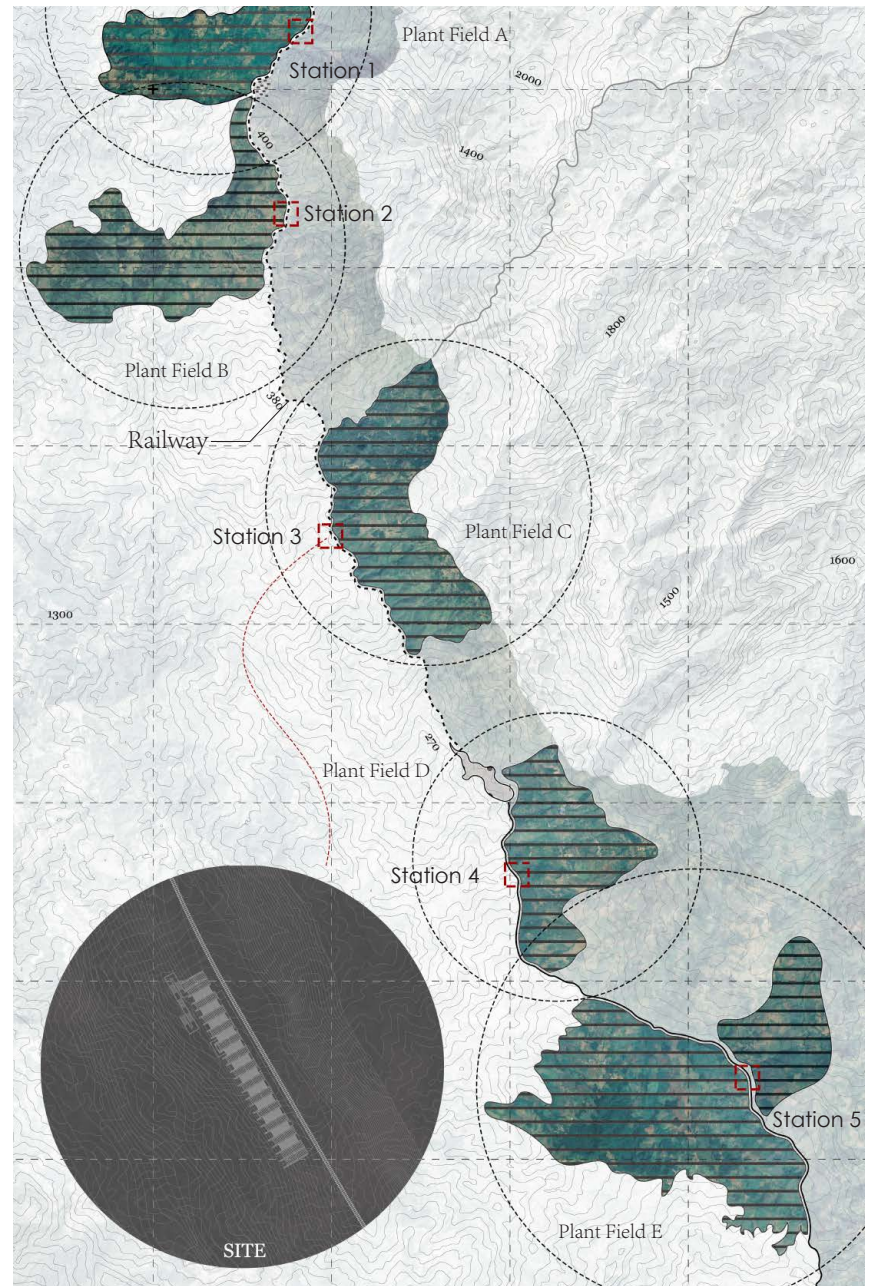 Plant Field A
Station 1
2000
400
1400
Station 2
1800
Plant Field B
380
Railway
Station 3
Plant Field C
1600
1500
1300
270
Plant Field D
Station 4
Station 5
Plant Field E
SITE